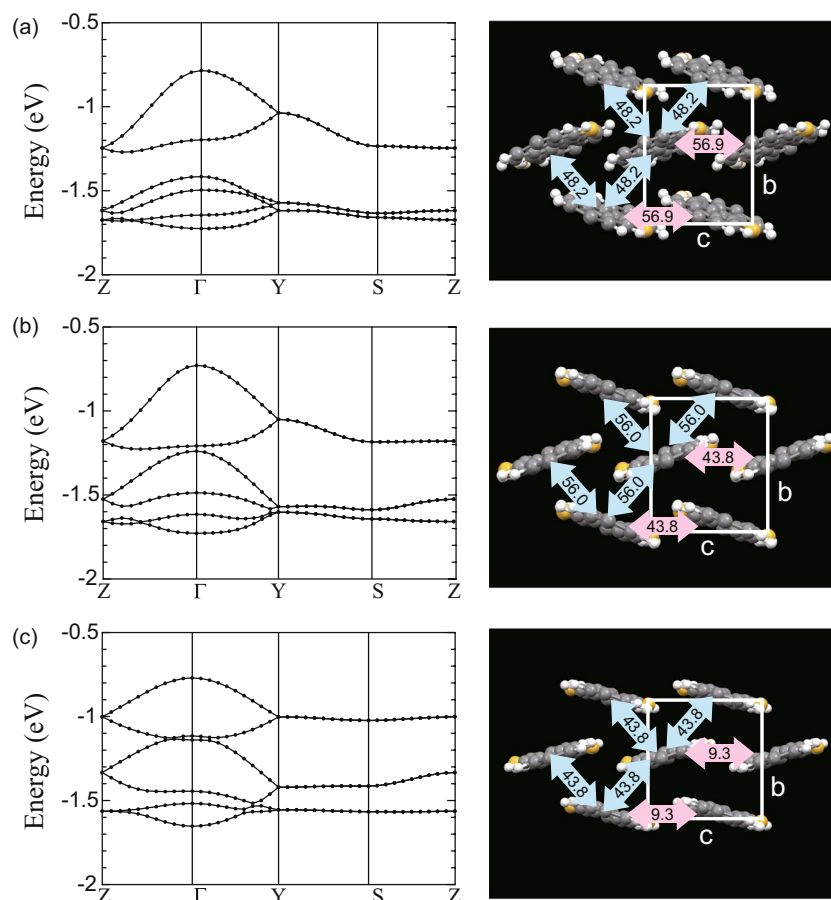 (a)
Energy (eV)
-0.5
-1
-1.5
-2
Z Γ Y S Z
48.2 48.2
56.9
48.2 48.2
56.9
b
c
(b)
Energy (eV)
-0.5
-1
-1.5
-2
Z Γ Y S Z
56.0 56.0
43.8
56.0 56.0
43.8
b
c
(c)
Energy (eV)
-0.5
-1
-1.5
-2
Z Γ Y S Z
43.8 43.8
9.3
43.8 43.8
9.3
b
c